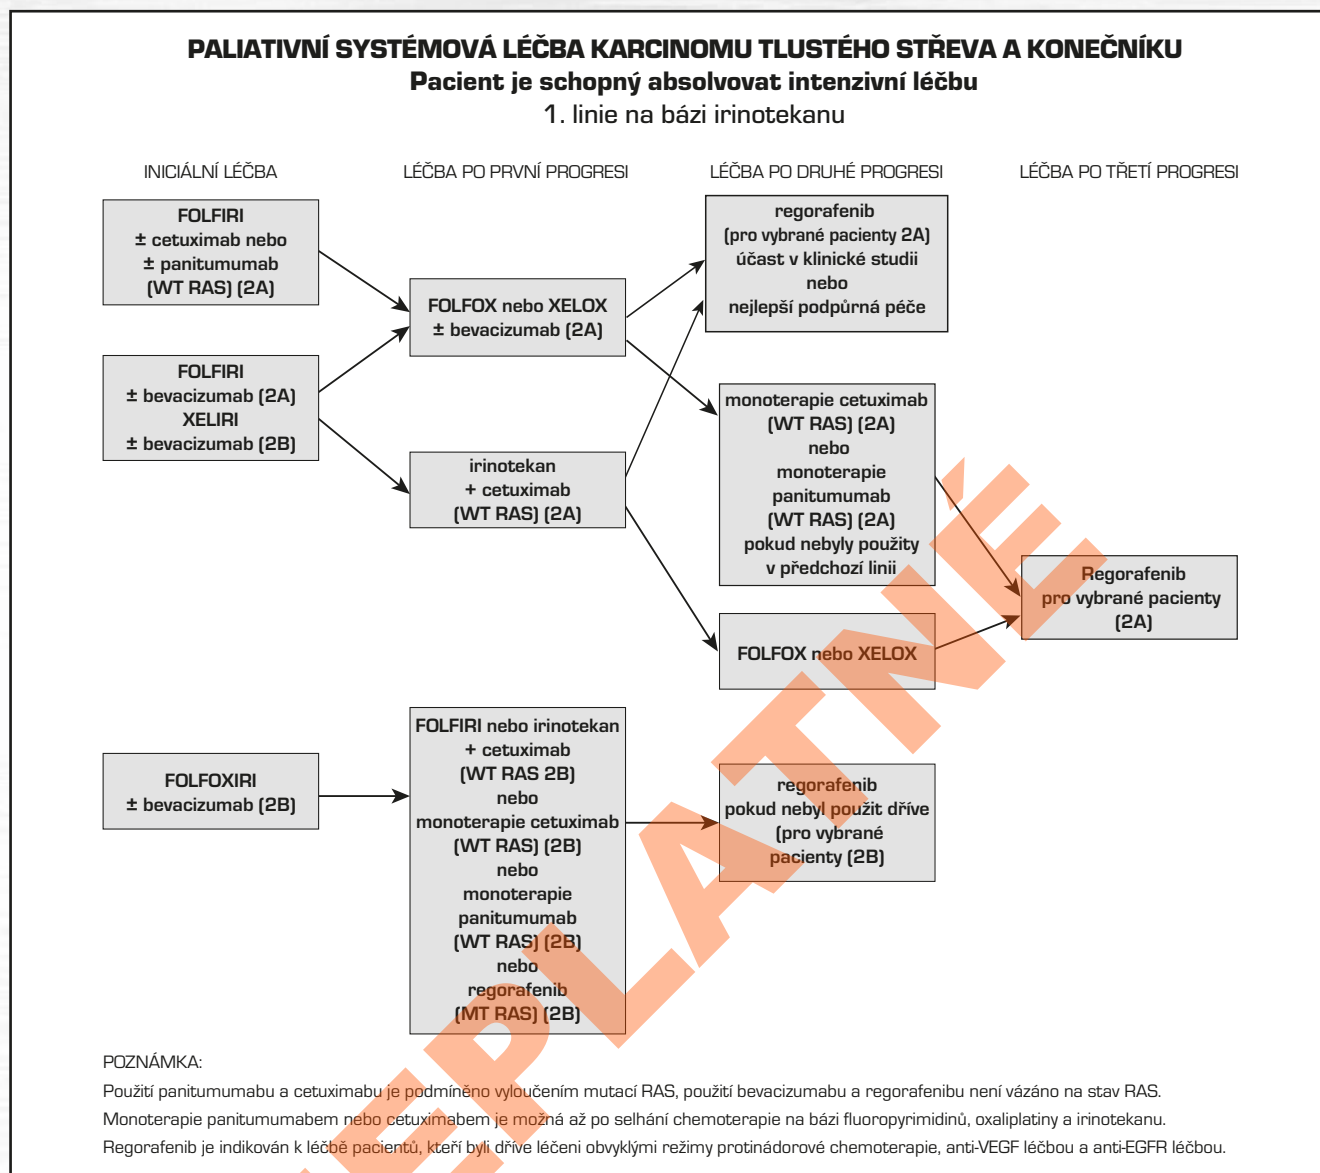 PALIATIVNÍ SYSTÉMOVÁ LÉČBA KARCINOMU TLUSTÉHO STŘEVA A KONEČNÍKU
Pacient je schopný absolvovat intenzivní léčbu
1. linie na bázi irinotekanu
INICIÁLNÍ LÉČBA
FOLFIRI
± cetuximab nebo
± panitumumab
(WT RAS) (2A)
FOLFIRI
± bevacizumab (2A)
XELIRI
± bevacizumab (2B)
FOLFOXIRI
± bevacizumab (2B)
LÉČBA PO PRVNÍ PROGRESI
FOLFOX nebo XELOX
± bevacizumab (2A)
irinotekan
+ cetuximab
(WT RAS) (2A)
FOLFIRI nebo irinotekan
+ cetuximab
(WT RAS 2B)
nebo
monoterapie cetuximab
(WT RAS) (2B)
nebo
monoterapie
panitumumab
(WT RAS) (2B)
nebo
regorafenib
(MT RAS) (2B)
LÉČBA PO DRUHÉ PROGRESI
regorafenib
(pro vybrané pacienty 2A)
účast v klinické studii
nebo
nejlepší podpůrná péče
monoterapie cetuximab
(WT RAS) (2A)
nebo
monoterapie
panitumumab
(WT RAS) (2A)
pokud nebyly použity
v předchozí linii
FOLFOX nebo XELOX
regorafenib
pokud nebyl použit dříve
(pro vybrané
pacienty (2B)
LÉČBA PO TŘETÍ PROGRESI
Regorafenib
pro vybrané pacienty
(2A)
POZNÁMKA:
Použití panitumumabu a cetuximabu je podmíněno vyloučením mutací RAS, použití bevacizumabu a regorafenibu není vázáno na stav RAS.
Monoterapie panitumumabem nebo cetuximabem je možná až po selhání chemoterapie na bázi fluoropyrimidinů, oxaliplatiny a irinotekanu.
Regorafenib je indikován k léčbě pacientů, kteří byli dříve léčeni obvyklými režimy protinádorové chemoterapie, anti-VEGF léčbou a anti-EGFR léčbou.
EPLATNÉ